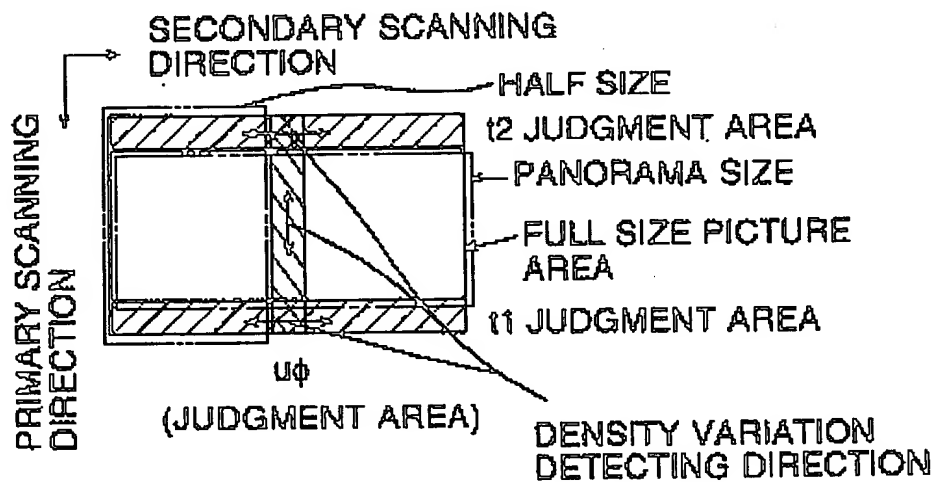 SECONDARY SCANNING
DIRECTION
PRIMARY SCANNING
DIRECTION
HALF SIZE
t2 JUDGMENT AREA
PANORAMA SIZE
FULL SIZE PICTURE
AREA
t1 JUDGMENT AREA
uϕ
(JUDGMENT AREA)
DENSITY VARIATION
DETECTING DIRECTION